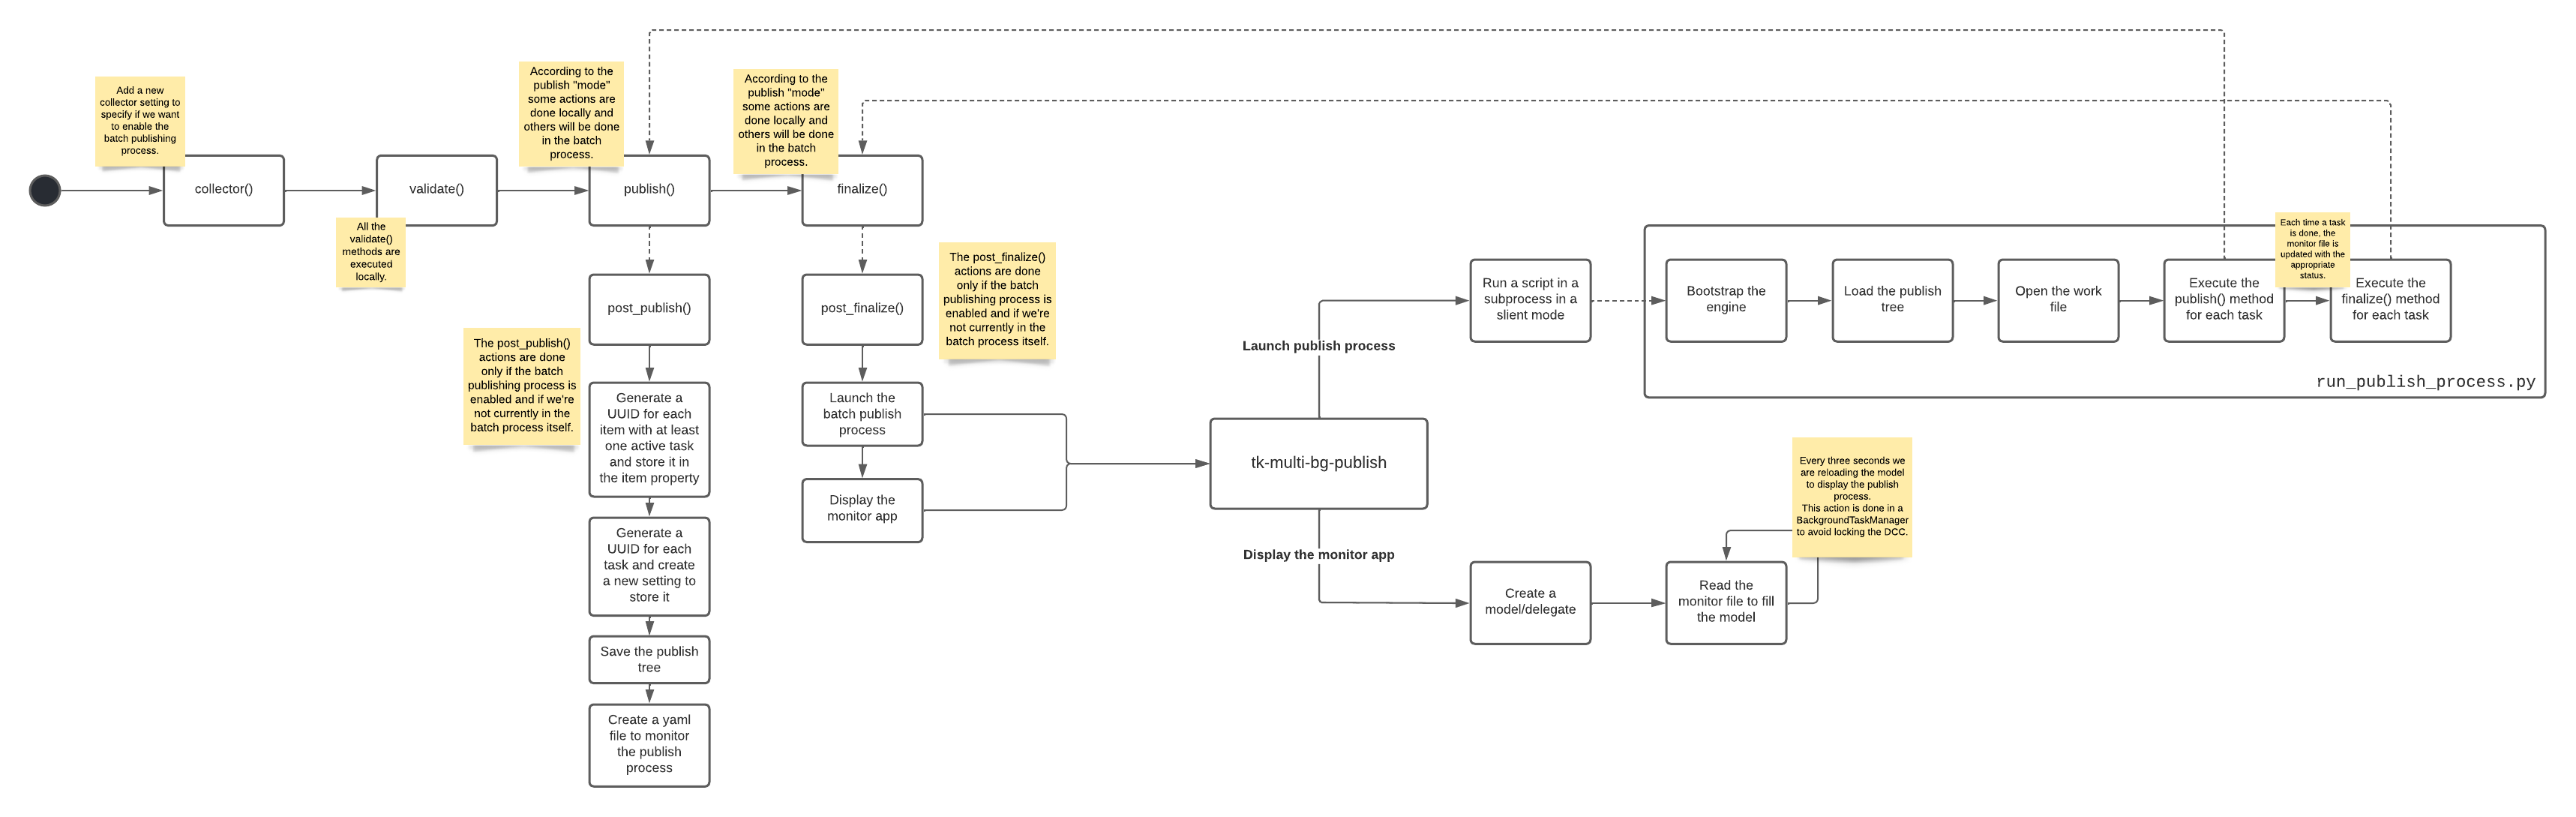 Add a new
collector setting to
specify if we want
to enable the
batch publishing
process.
collector()
validate()
All the
validate()
methods are
executed
locally.
According to the
publish "mode"
some actions are
done locally and
others will be done
in the batch
process.
publish()
According to the
publish "mode"
some actions are
done locally and
others will be done
in the batch
process.
finalize()
post_publish()
The post_publish()
actions are done
only if the batch
publishing process is
enabled and if we're
not currently in the
batch process itself.
Generate a
UUID for each
item with at least
one active task
and store it in
the item property
Generate a
UUID for each
task and create
a new setting to
store it
Save the publish
tree
Create a yaml
file to monitor
the publish
process
post_finalize()
The post_finalize()
actions are done
only if the batch
publishing process is
enabled and if we're
not currently in the
batch process itself.
Launch the
batch publish
process
Display the
monitor app
tk-multi-bg-publish
Launch publish process
Run a script in a
subprocess in a
slient mode
Bootstrap the
engine
Load the publish
tree
Open the work
file
Execute the
publish() method
for each task
Each time a task
is done, the
monitor file is
updated with the
appropriate
status.
Execute the
finalize() method
for each task
run_publish_process.py
Display the monitor app
Create a
model/delegate
Read the
monitor file to fill
the model
Every three seconds we
are reloading the model
to display the publish
process.
This action is done in a
BackgroundTaskManager
to avoid locking the DCC.